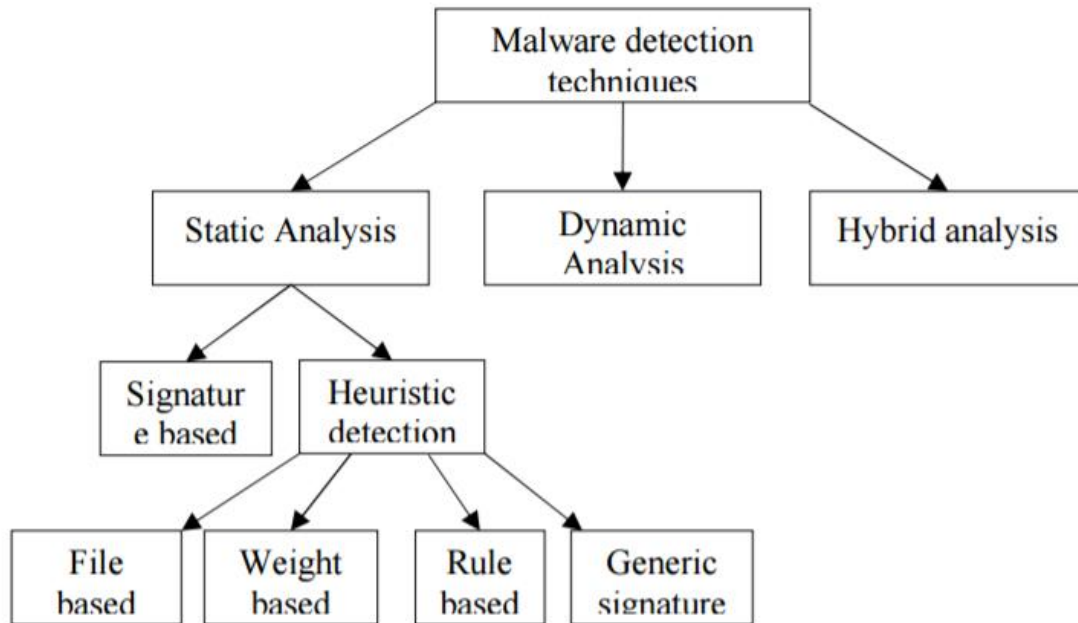 Malware detection
techniques
Static Analysis
Dynamic
Analysis
Hybrid analysis
Signatur
e based
Heuristic
detection
File
based
Weight
based
Rule
based
Generic
signature